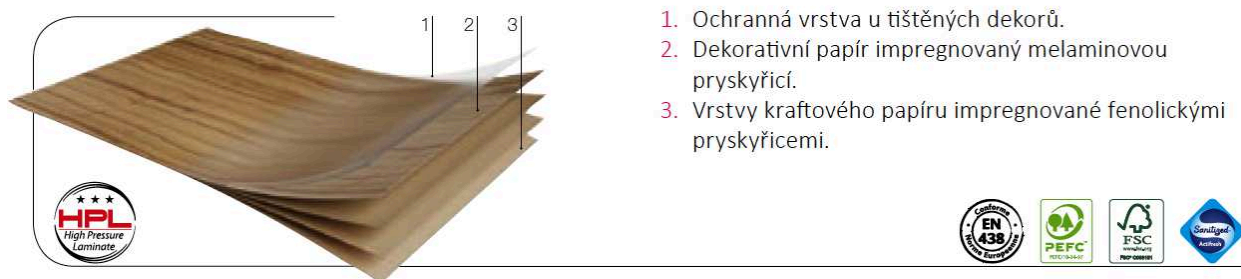 1 2 3
1. Ochranná vrstva u tištěných dekorů.
2. Dekorativní papír impregnovaný melaminovou
pryskyřicí.
3. Vrstvy kraftového papíru impregnované fenolickými
pryskyřicemi.
HPL
High Pressure
Laminate
Conforme
EN
438
Norme Européenne
PEFC
FSC
Sanitized
Actifresh